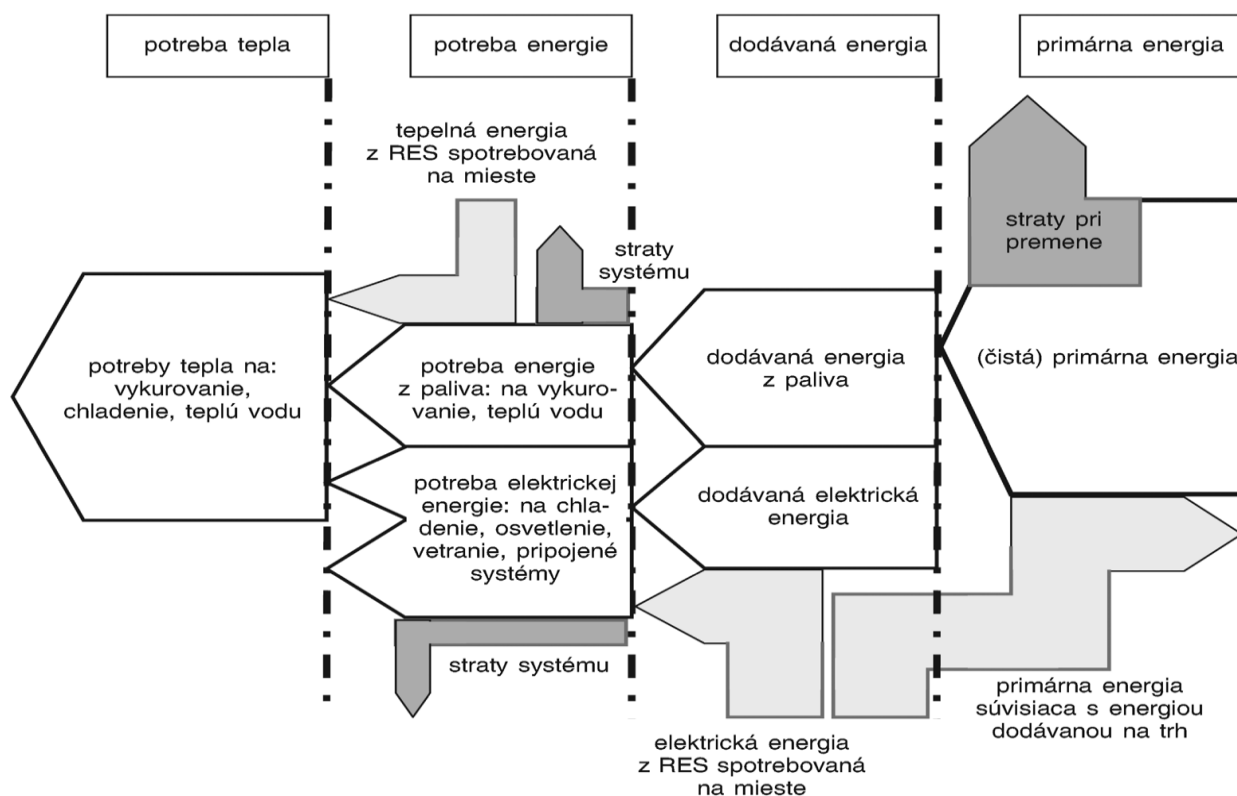 potreba tepla
potreba energie
dodávaná energia
primárna energia
tepelná energia
z RES spotrebovaná
na mieste
straty
systému
straty pri
premene
potreby tepla na:
vykurovanie,
chladenie, teplú vodu
potreba energie
z paliva: na vykuro-
vanie, teplú vodu
dodávaná energia
z paliva
(čistá) primárna energia
potreba elektrickej
energie: na chla-
denie, osvetlenie,
vetranie, pripojené
systémy
dodávaná elektrická
energia
straty systému
elektrická energia
z RES spotrebovaná
na mieste
primárna energia
súvisiaca s energiou
dodávanou na trh